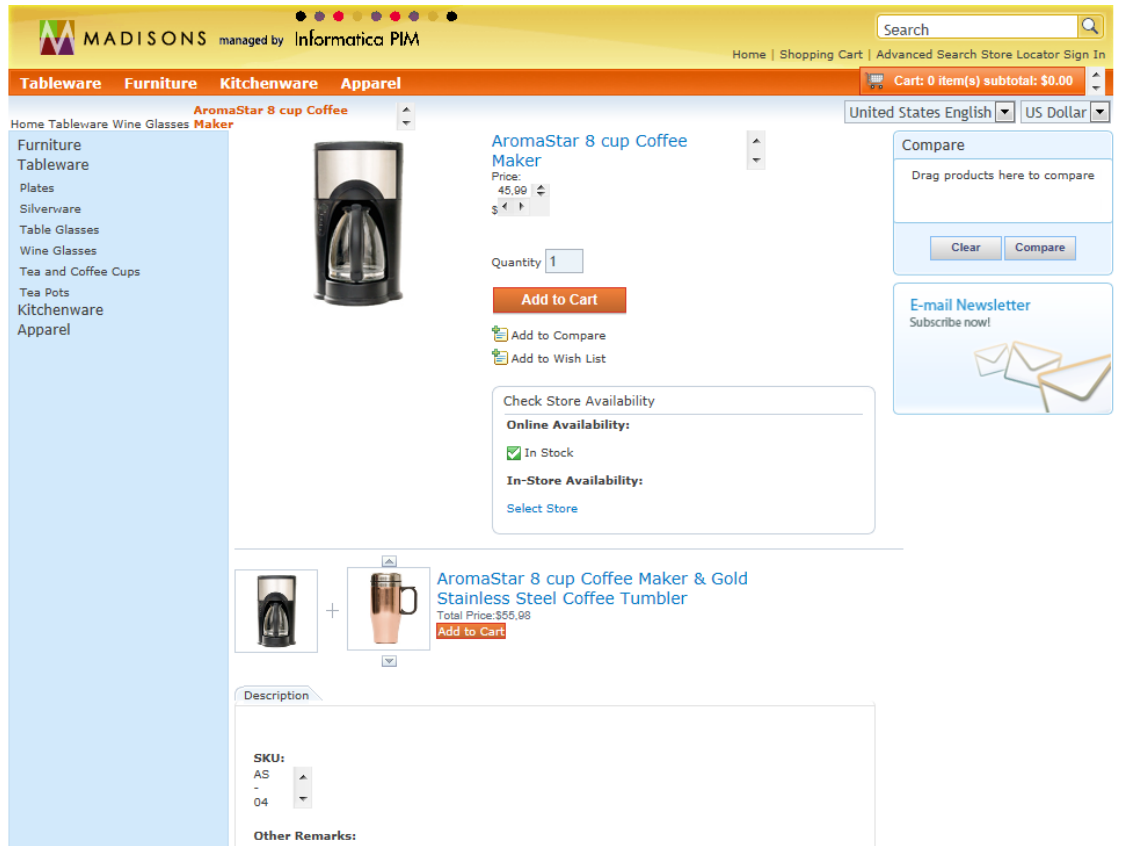 MADISONS managed by Informatica PIM
Search
Home | Shopping Cart | Advanced Search Store Locator Sign In
Tableware Furniture Kitchenware Apparel
Cart: 0 item(s) subtotal: $0.00
Home Tableware Wine Glasses AromaStar 8 cup Coffee
Maker
United States English
US Dollar
Furniture
Tableware
Plates
Silverware
Table Glasses
Wine Glasses
Tea and Coffee Cups
Tea Pots
Kitchenware
Apparel
AromaStar 8 cup Coffee
Maker
Price:
45,99
$
Quantity 1
Add to Cart
Add to Compare
Add to Wish List
Check Store Availability
Online Availability:
In Stock
In-Store Availability:
Select Store
Compare
Drag products here to compare
Clear Compare
E-mail Newsletter
Subscribe now!
+
AromaStar 8 cup Coffee Maker & Gold
Stainless Steel Coffee Tumbler
Total Price:$55,98
Add to Cart
Description
SKU:
AS
-
04
Other Remarks: